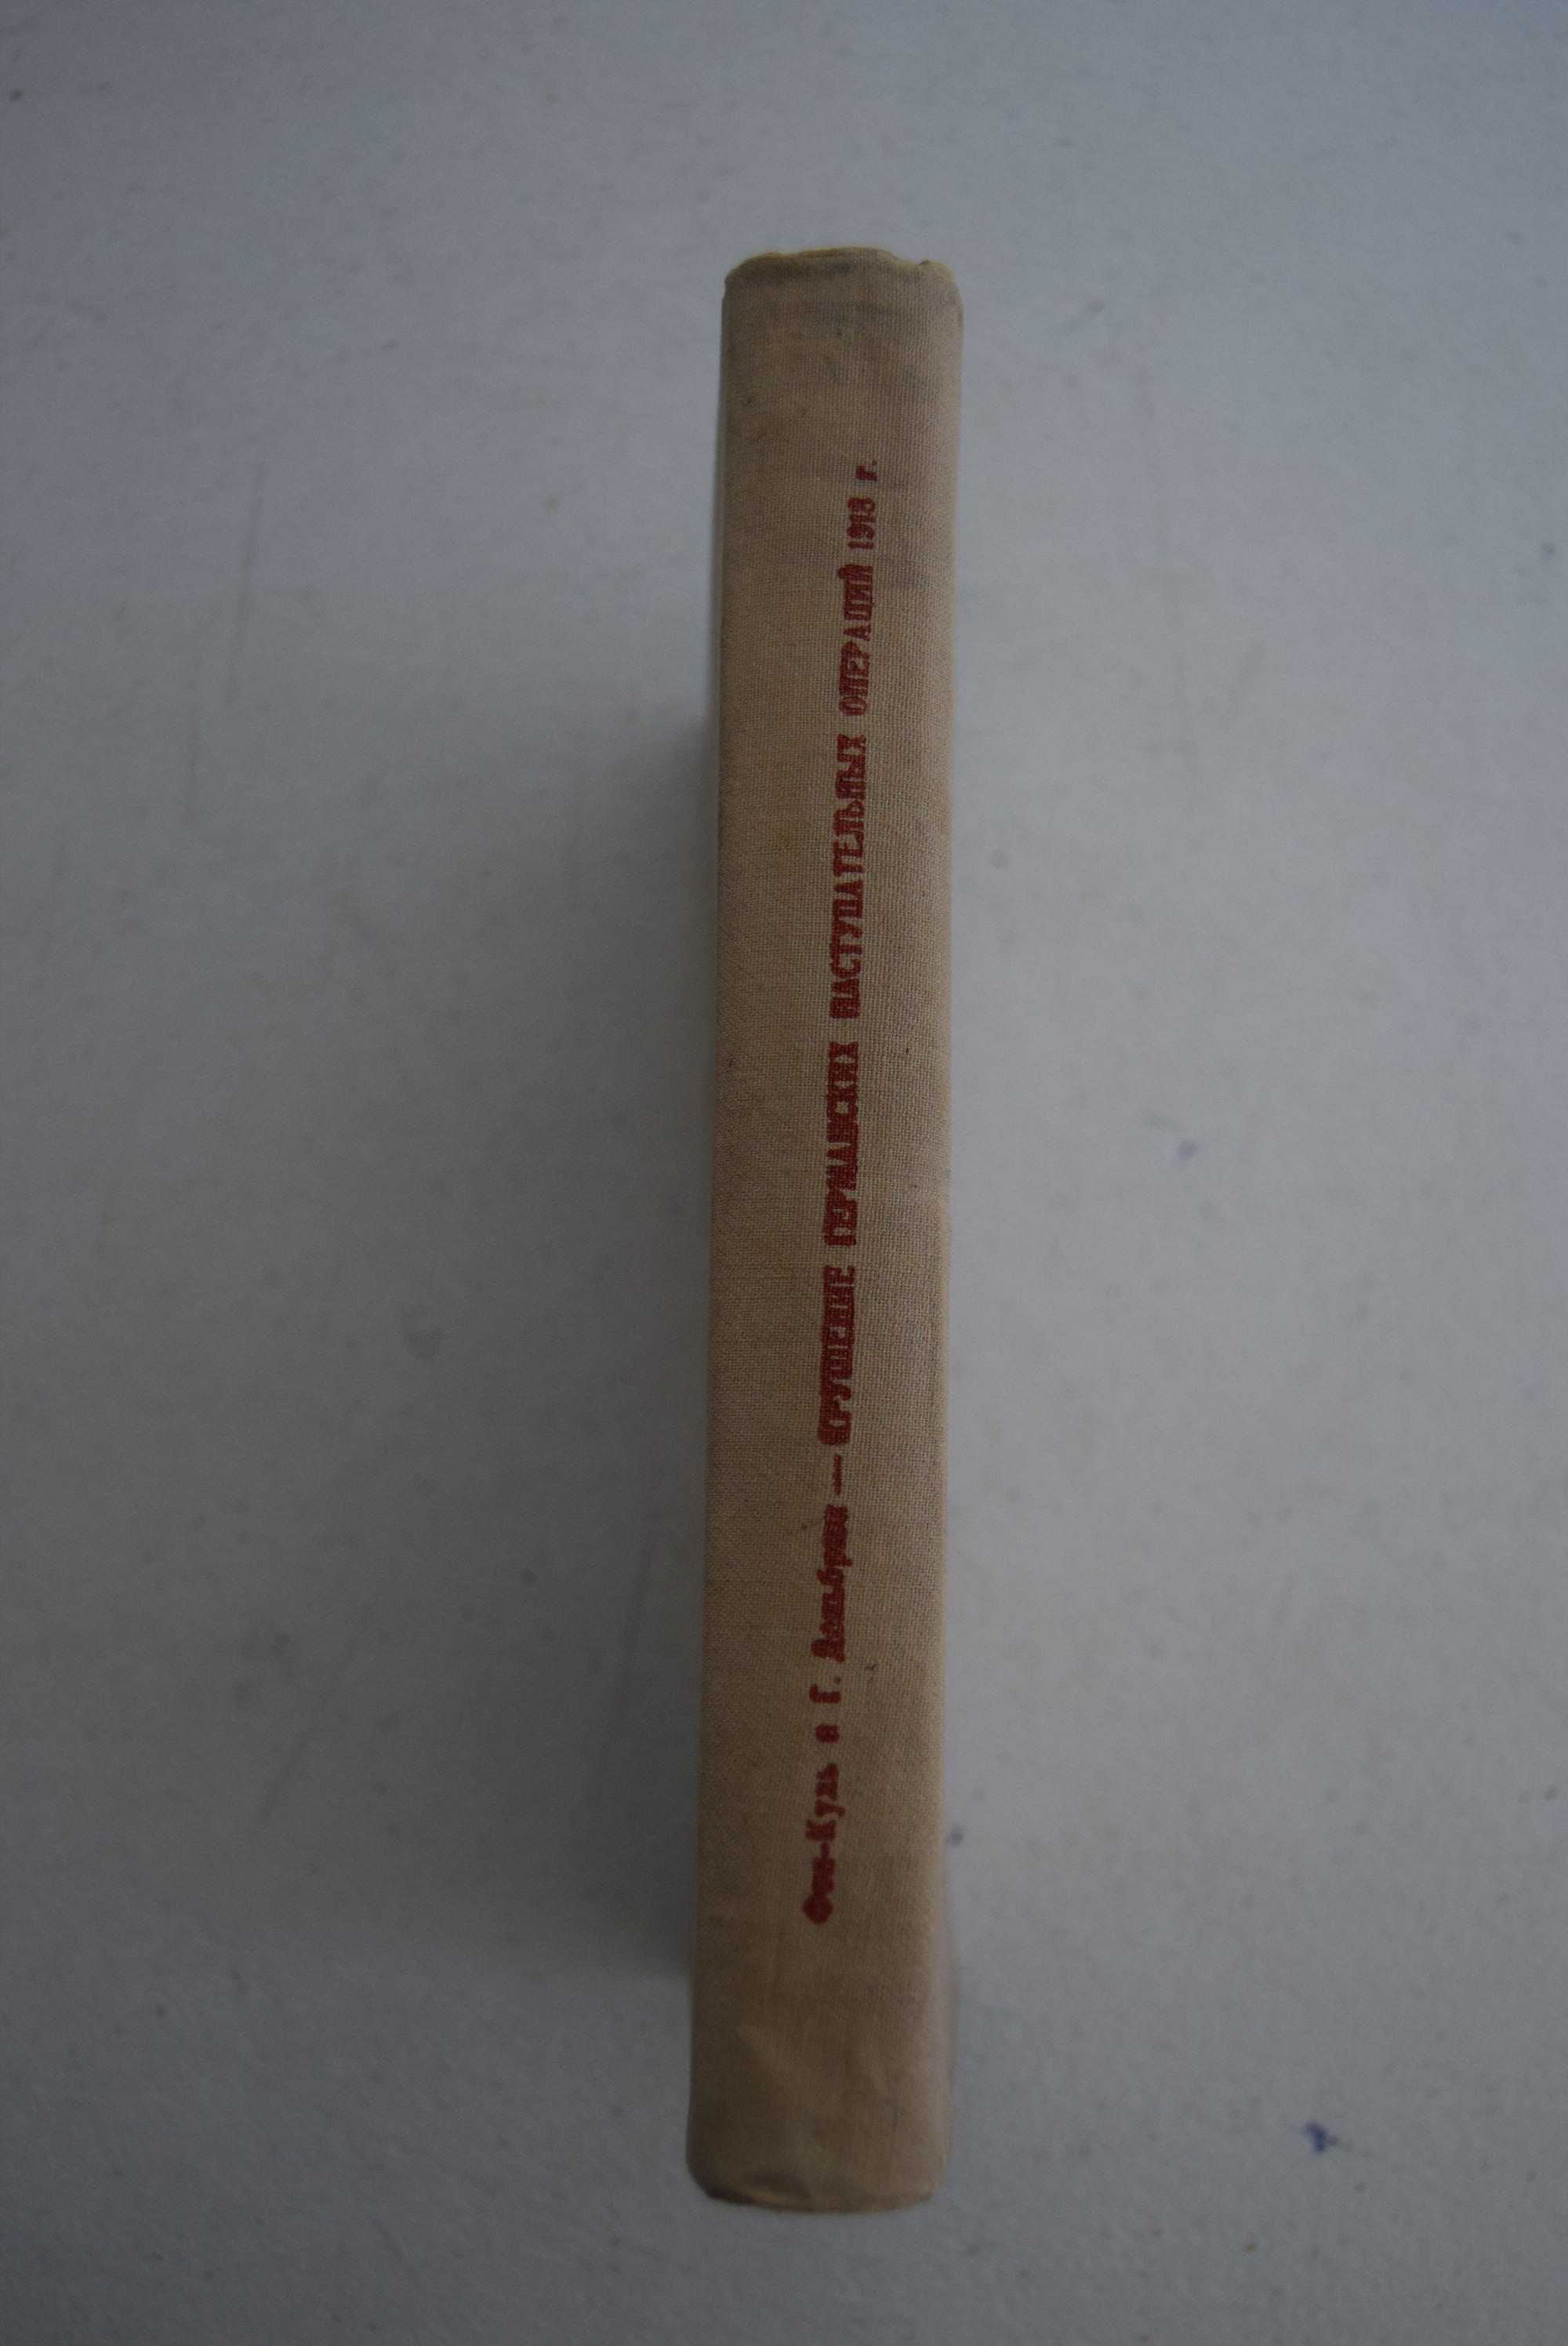 Фон-Куль и Г. Дельбрюк — КРУШЕНИЕ ГЕРМАНСКИХ НАСТУПАТЕЛЬНЫХ ОПЕРАЦИЙ 1918 г.